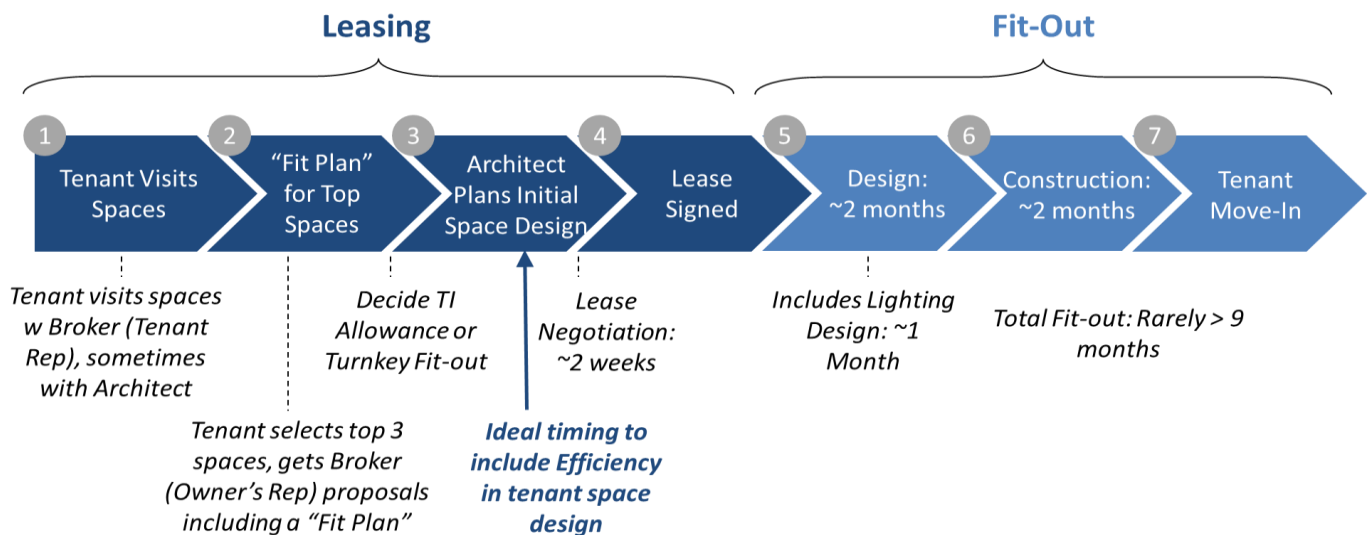 Leasing
Fit-Out
1
Tenant Visits
Spaces
2
“Fit Plan”
for Top
Spaces
3
Architect
Plans Initial
Space Design
4
Lease
Signed
5
Design:
~2 months
6
Construction:
~2 months
7
Tenant
Move-In
Tenant visits spaces
w Broker (Tenant
Rep), sometimes
with Architect
Tenant selects top 3
spaces, gets Broker
(Owner’s Rep) proposals
including a “Fit Plan”
Decide TI
Allowance or
Turnkey Fit-out
Ideal timing to
include Efficiency
in tenant space
design
Lease
Negotiation:
~2 weeks
Includes Lighting
Design: ~1
Month
Total Fit-out: Rarely > 9
months